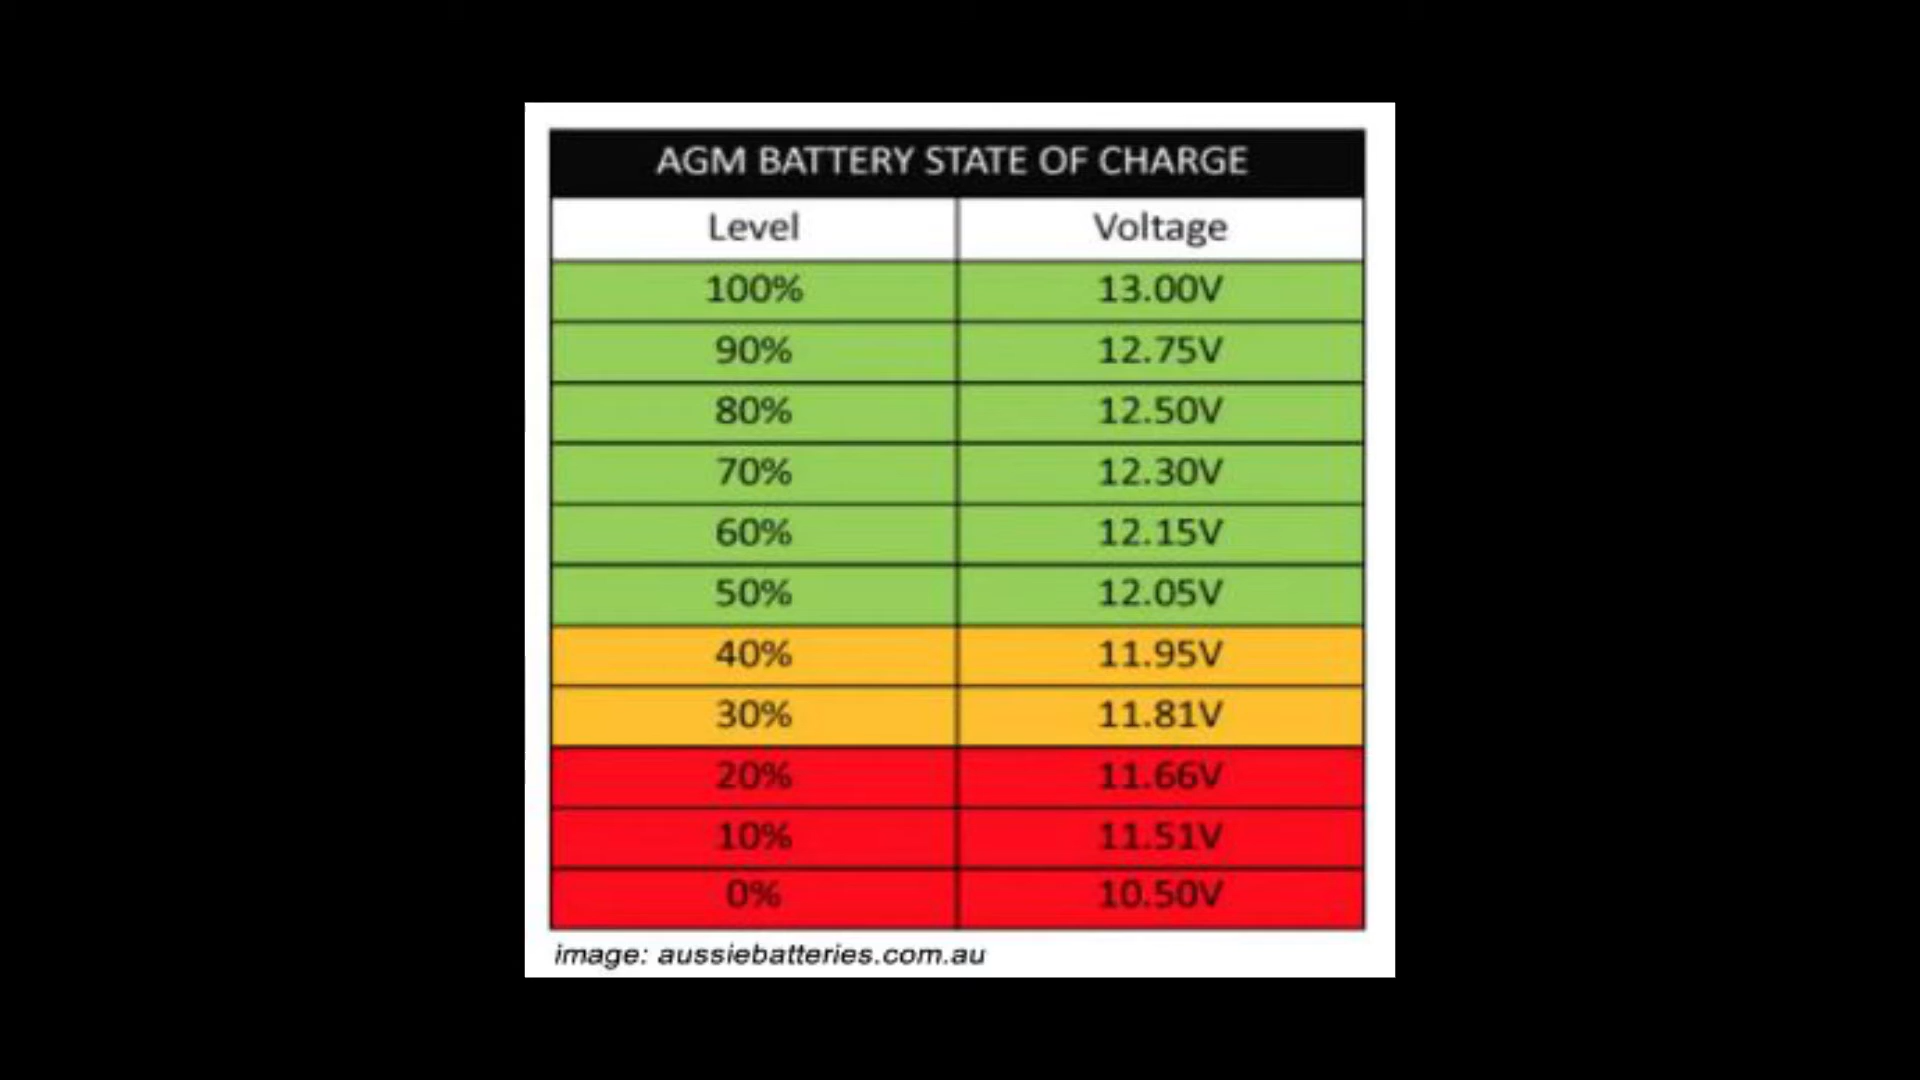 AGM BATTERY STATE OF CHARGE
Level Voltage
100% 13.00V
90% 12.75V
80% 12.50V
70% 12.30V
60% 12.15V
50% 12.05V
40% 11.95V
30% 11.81V
20% 11.66V
10% 11.51V
0% 10.50V
image: aussiebatteries.com.au